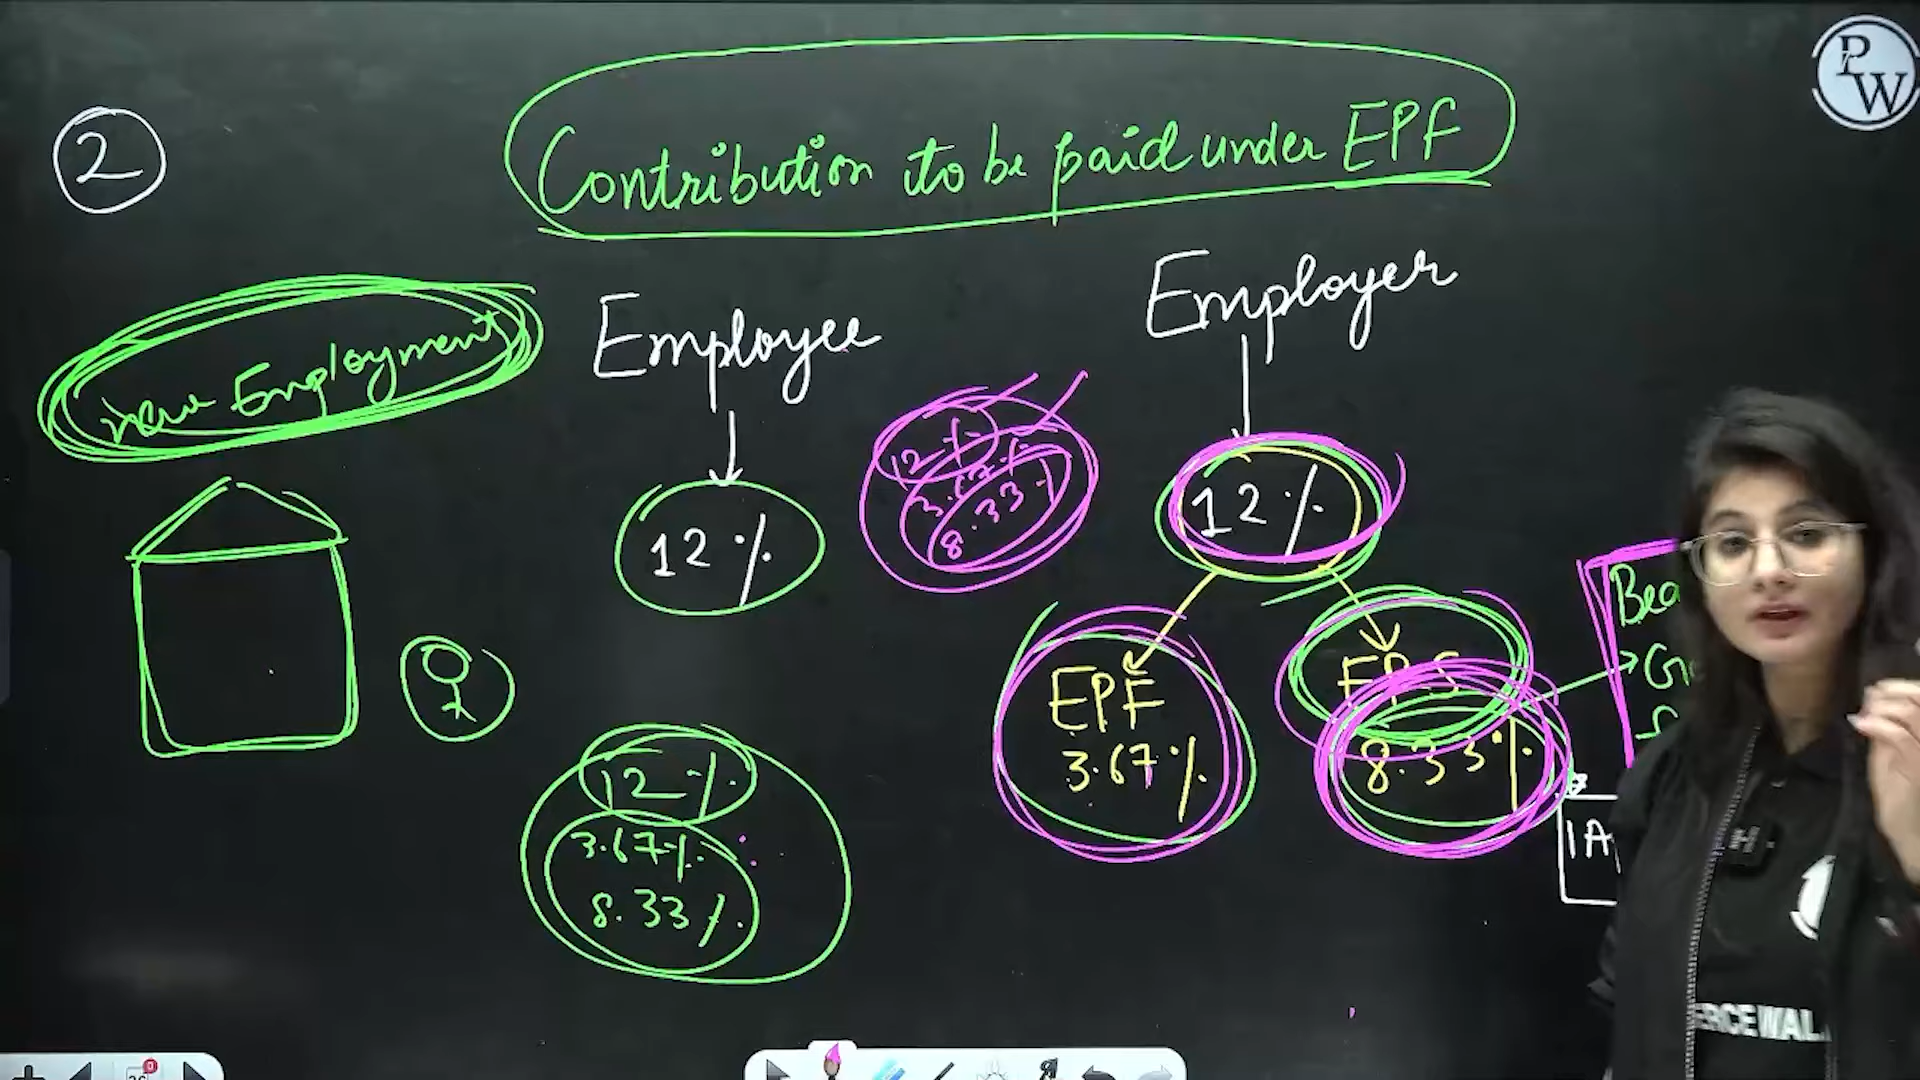 PW
2
Contribution to be paid under EPF
Employee
Employer
new Employment
12%
3.67%
8.33%
12%
12%
EPF
3.67%
EPS
8.33%
12%
3.67%
8.33%